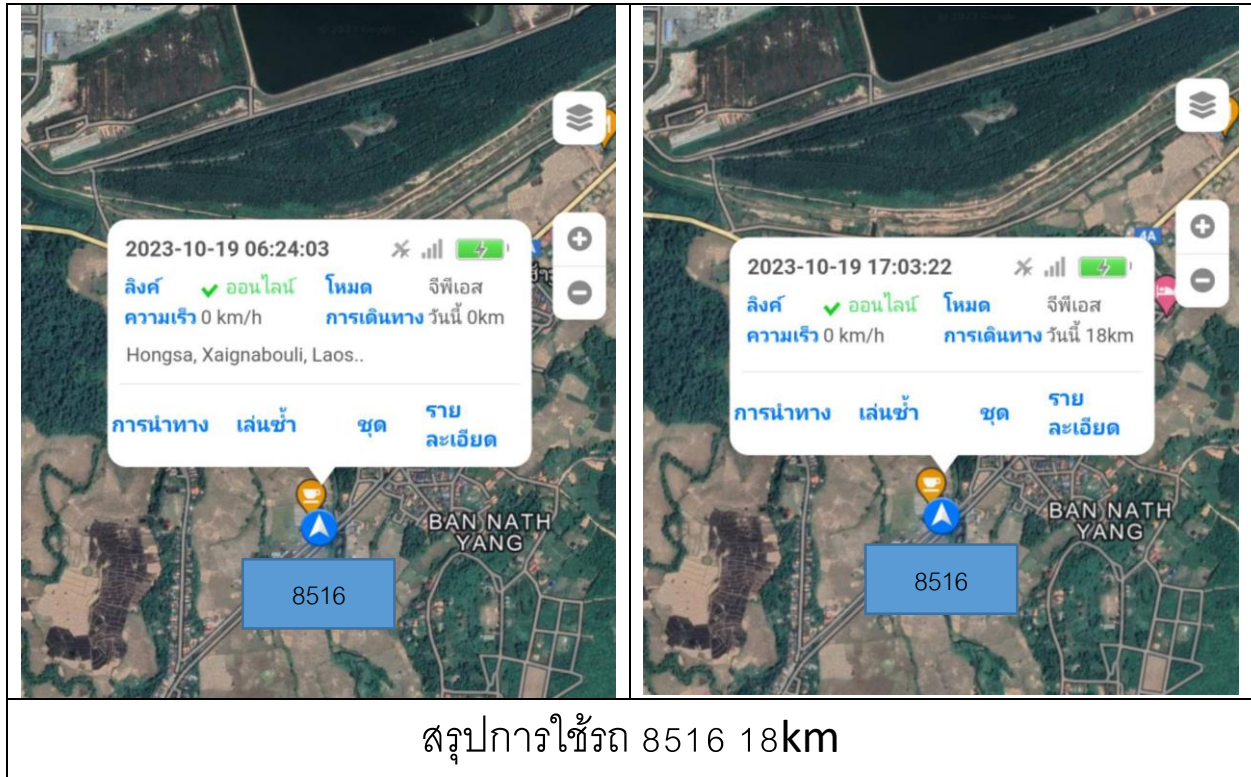 2023-10-19 06:24:03
ลิงค์ ออนไลน์ โหมด จีพีเอส
ความเร็ว 0 km/h การเดินทาง วันนี้ 0km
Hongsa, Xaignabouli, Laos..
การนำทาง เล่นซ้ำ ชุด ราย
ละเอียด
BAN NATH
YANG
8516
4A
2023-10-19 17:03:22
ลิงค์ ออนไลน์ โหมด จีพีเอส
ความเร็ว 0 km/h การเดินทาง วันนี้ 18km
การนำทาง เล่นซ้ำ ชุด ราย
ละเอียด
BAN NATH
YANG
8516
สรุปการใช้รถ 8516 18km